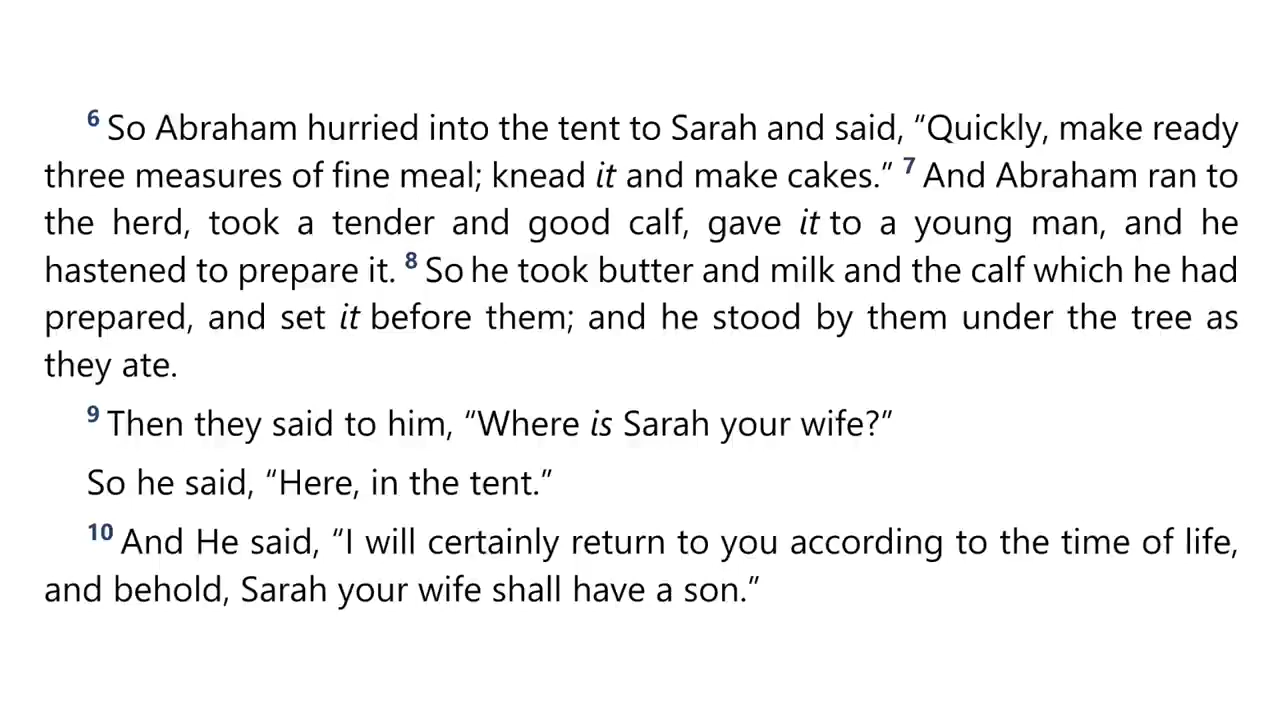 6 So Abraham hurried into the tent to Sarah and said, “Quickly, make ready
three measures of fine meal; knead it and make cakes.” 7 And Abraham ran to
the herd, took a tender and good calf, gave it to a young man, and he
hastened to prepare it. 8 So he took butter and milk and the calf which he had
prepared, and set it before them; and he stood by them under the tree as
they ate.
9 Then they said to him, “Where is Sarah your wife?”
So he said, “Here, in the tent.”
10 And He said, “I will certainly return to you according to the time of life,
and behold, Sarah your wife shall have a son.”